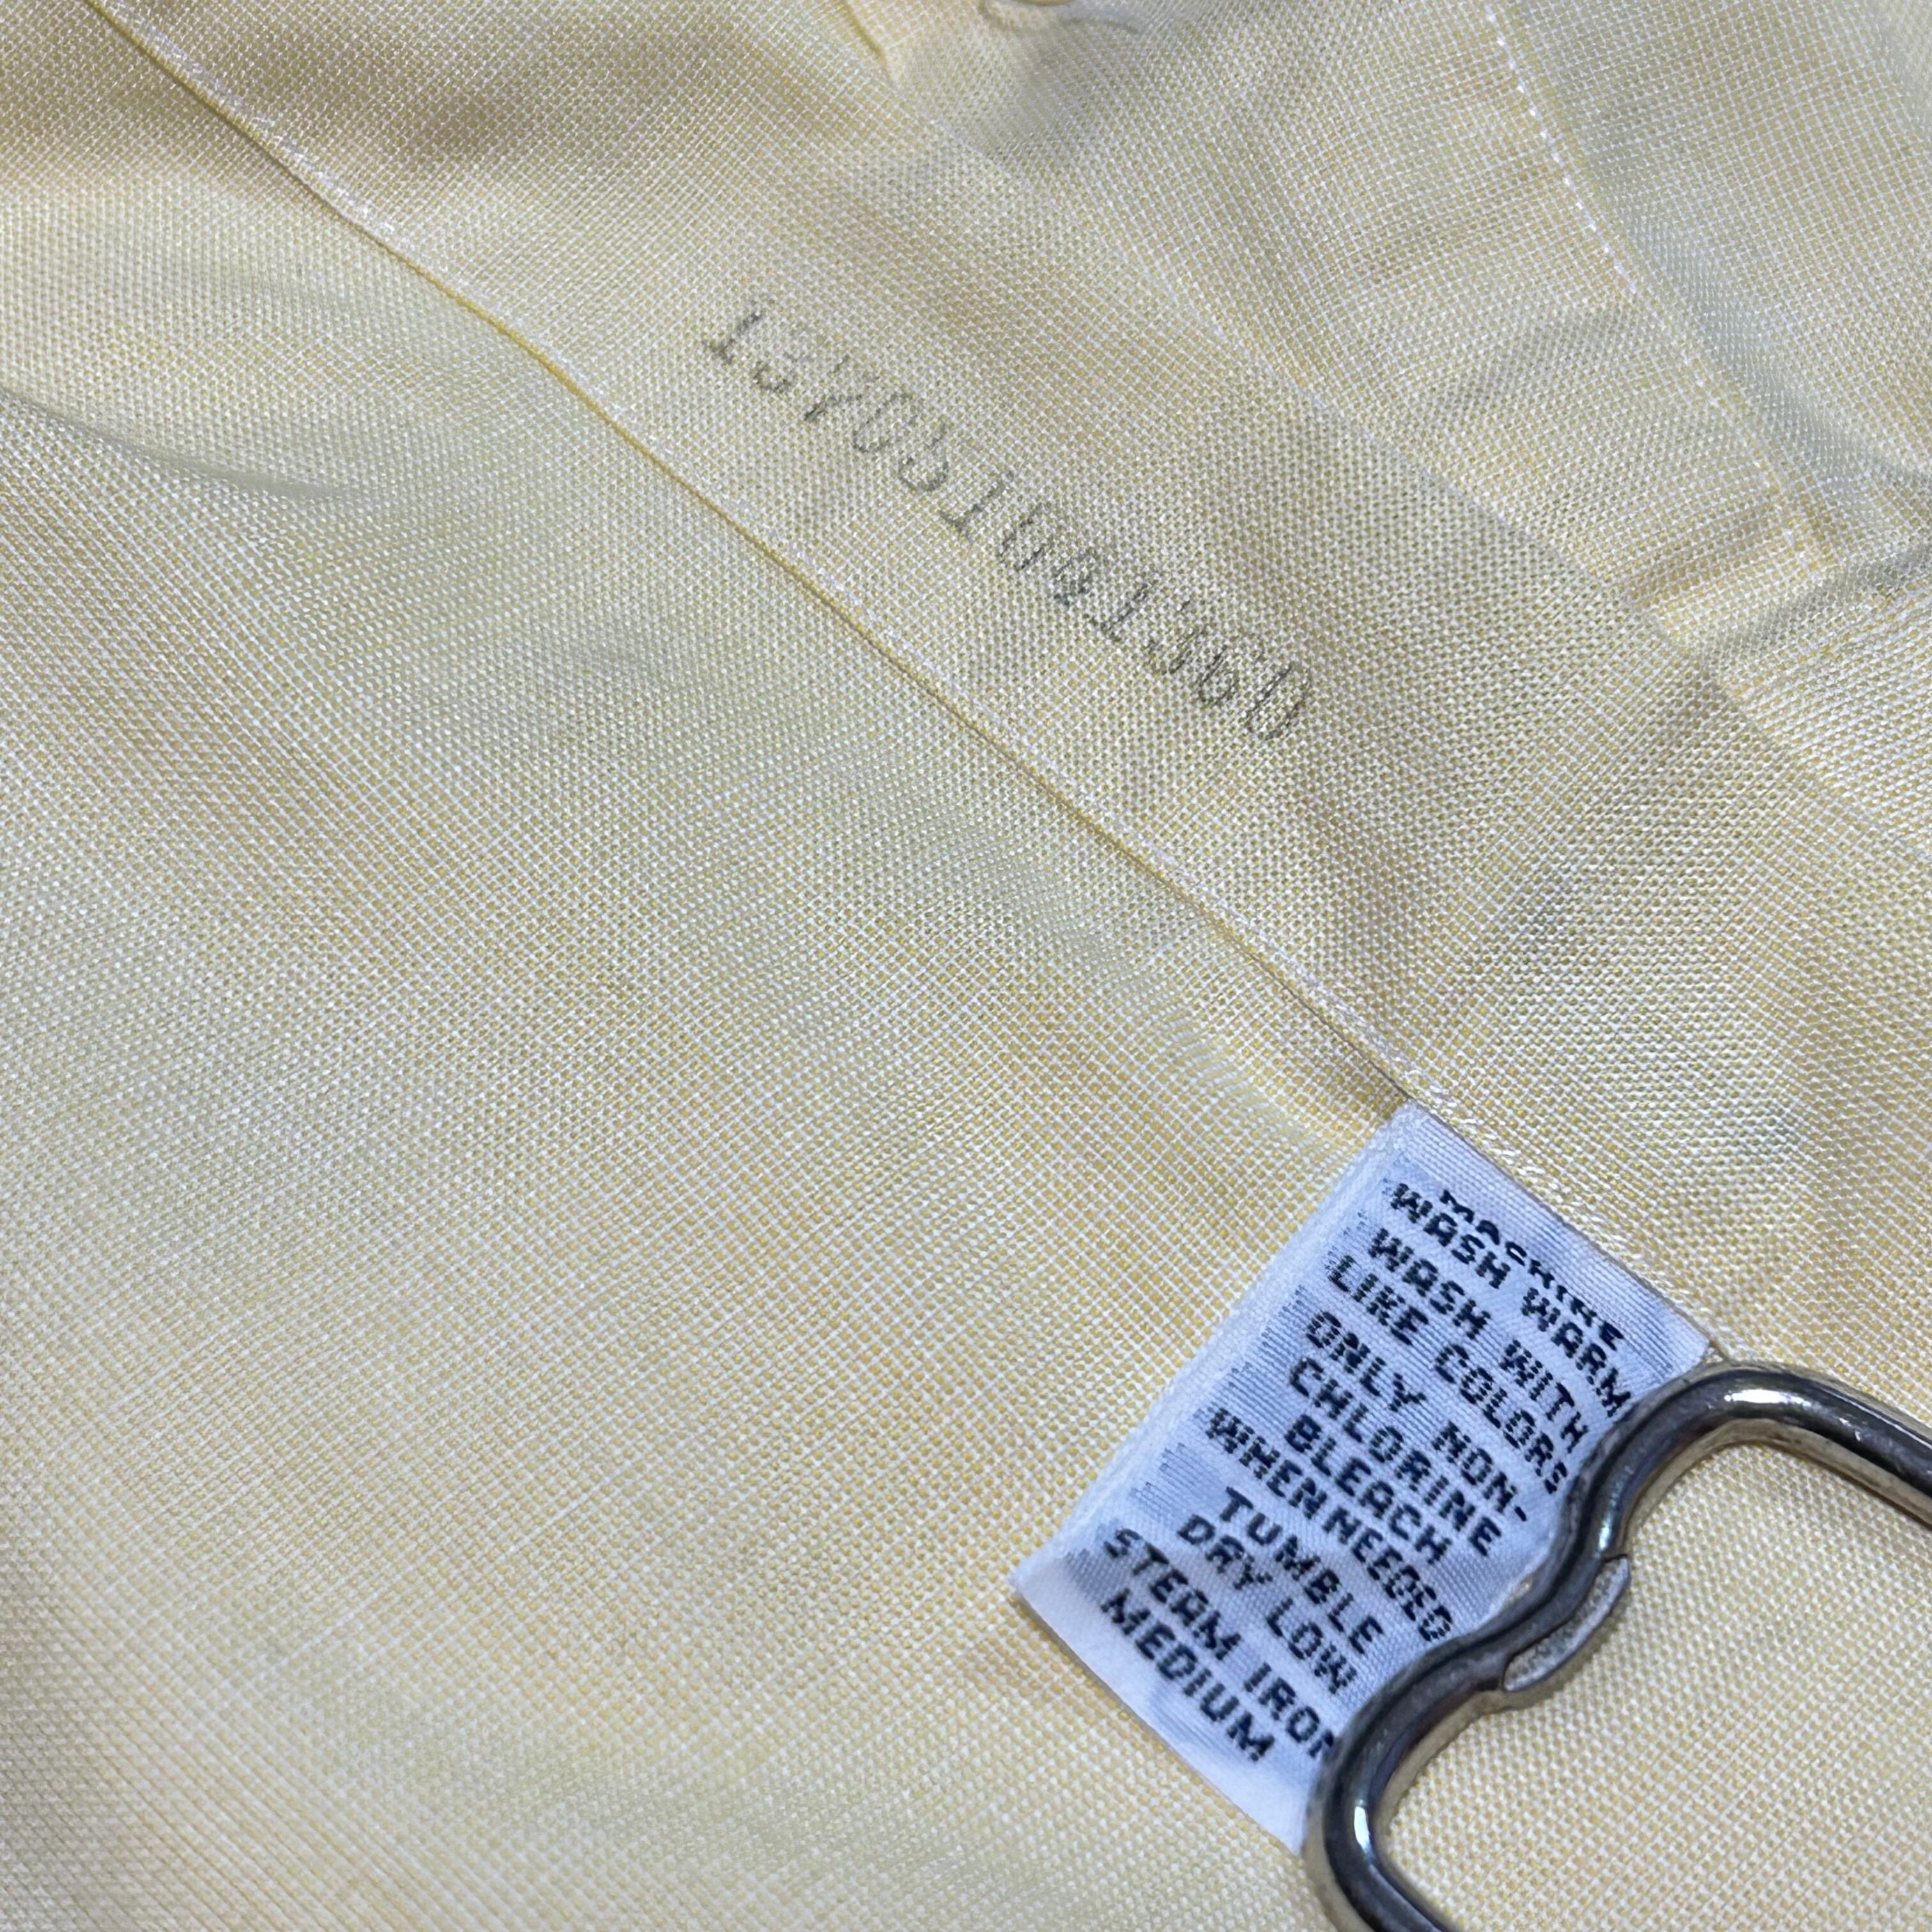 MACHINE
WASH WARM
WASH WITH
LIKE COLORS
ONLY NON-
CHLORINE
BLEACH
WHEN NEEDED
TUMBLE
DRY LOW
STEAM IRON
MEDIUM